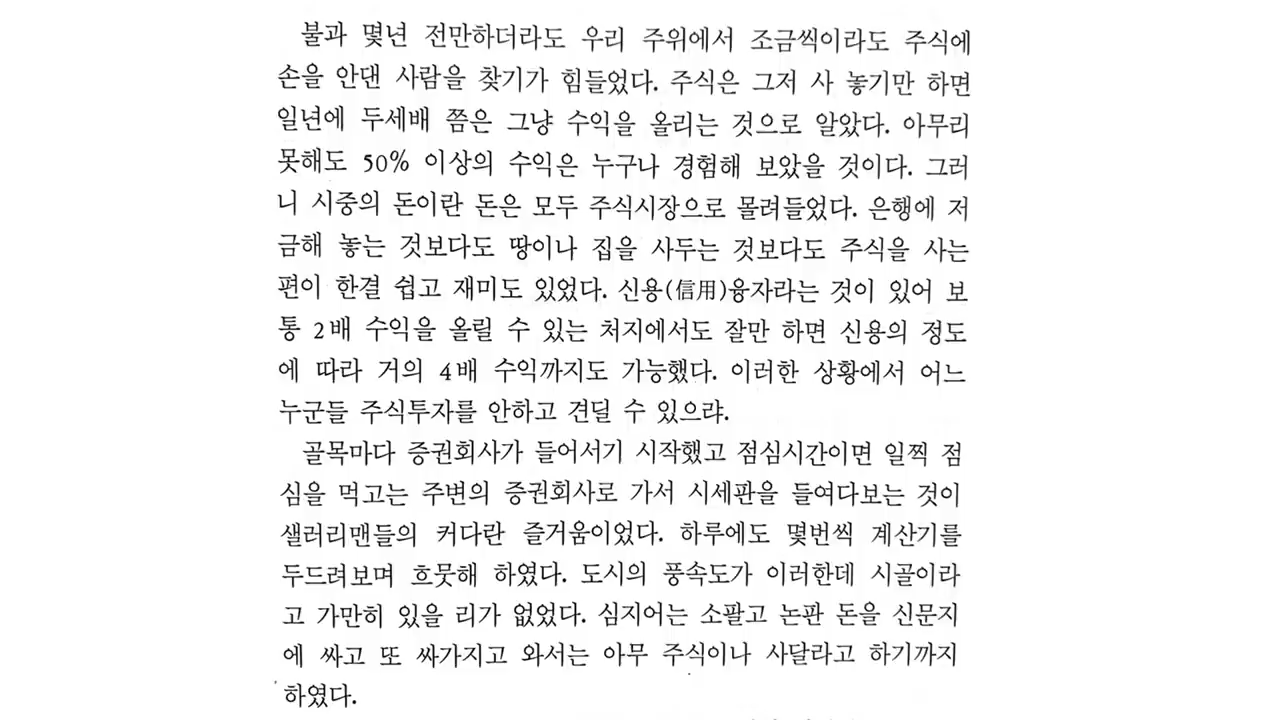 불과 몇년 전만하더라도 우리 주위에서 조금씩이라도 주식에
손을 안댄 사람을 찾기가 힘들었다. 주식은 그저 사 놓기만 하면
일년에 두세배 쯤은 그냥 수익을 올리는 것으로 알았다. 아무리
못해도 50% 이상의 수익은 누구나 경험해 보았을 것이다. 그러
니 시중의 돈이란 돈은 모두 주식시장으로 몰려들었다. 은행에 저
금해 놓는 것보다도 땅이나 집을 사두는 것보다도 주식을 사는
편이 한결 쉽고 재미도 있었다. 신용(信用)융자라는 것이 있어 보
통 2배 수익을 올릴 수 있는 처지에서도 잘만 하면 신용의 정도
에 따라 거의 4배 수익까지도 가능했다. 이러한 상황에서 어느
누군들 주식투자를 안하고 견딜 수 있으랴.
골목마다 증권회사가 들어서기 시작했고 점심시간이면 일찍 점
심을 먹고는 주변의 증권회사로 가서 시세판을 들여다보는 것이
샐러리맨들의 커다란 즐거움이었다. 하루에도 몇번씩 계산기를
두드려보며 흐뭇해 하였다. 도시의 풍속도가 이러한데 시골이라
고 가만히 있을 리가 없었다. 심지어는 소팔고 논판 돈을 신문지
에 싸고 또 싸가지고 와서는 아무 주식이나 사달라고 하기까지
하였다.